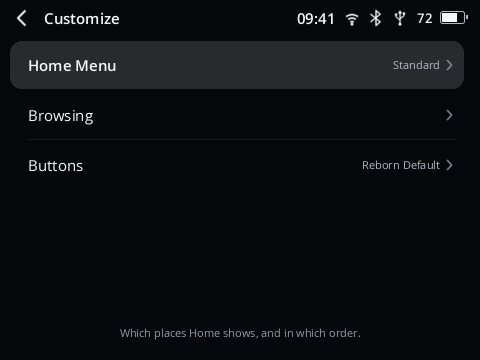 Customize 09:41 72
Home Menu Standard
Browsing
Buttons Reborn Default
Which places Home shows, and in which order.